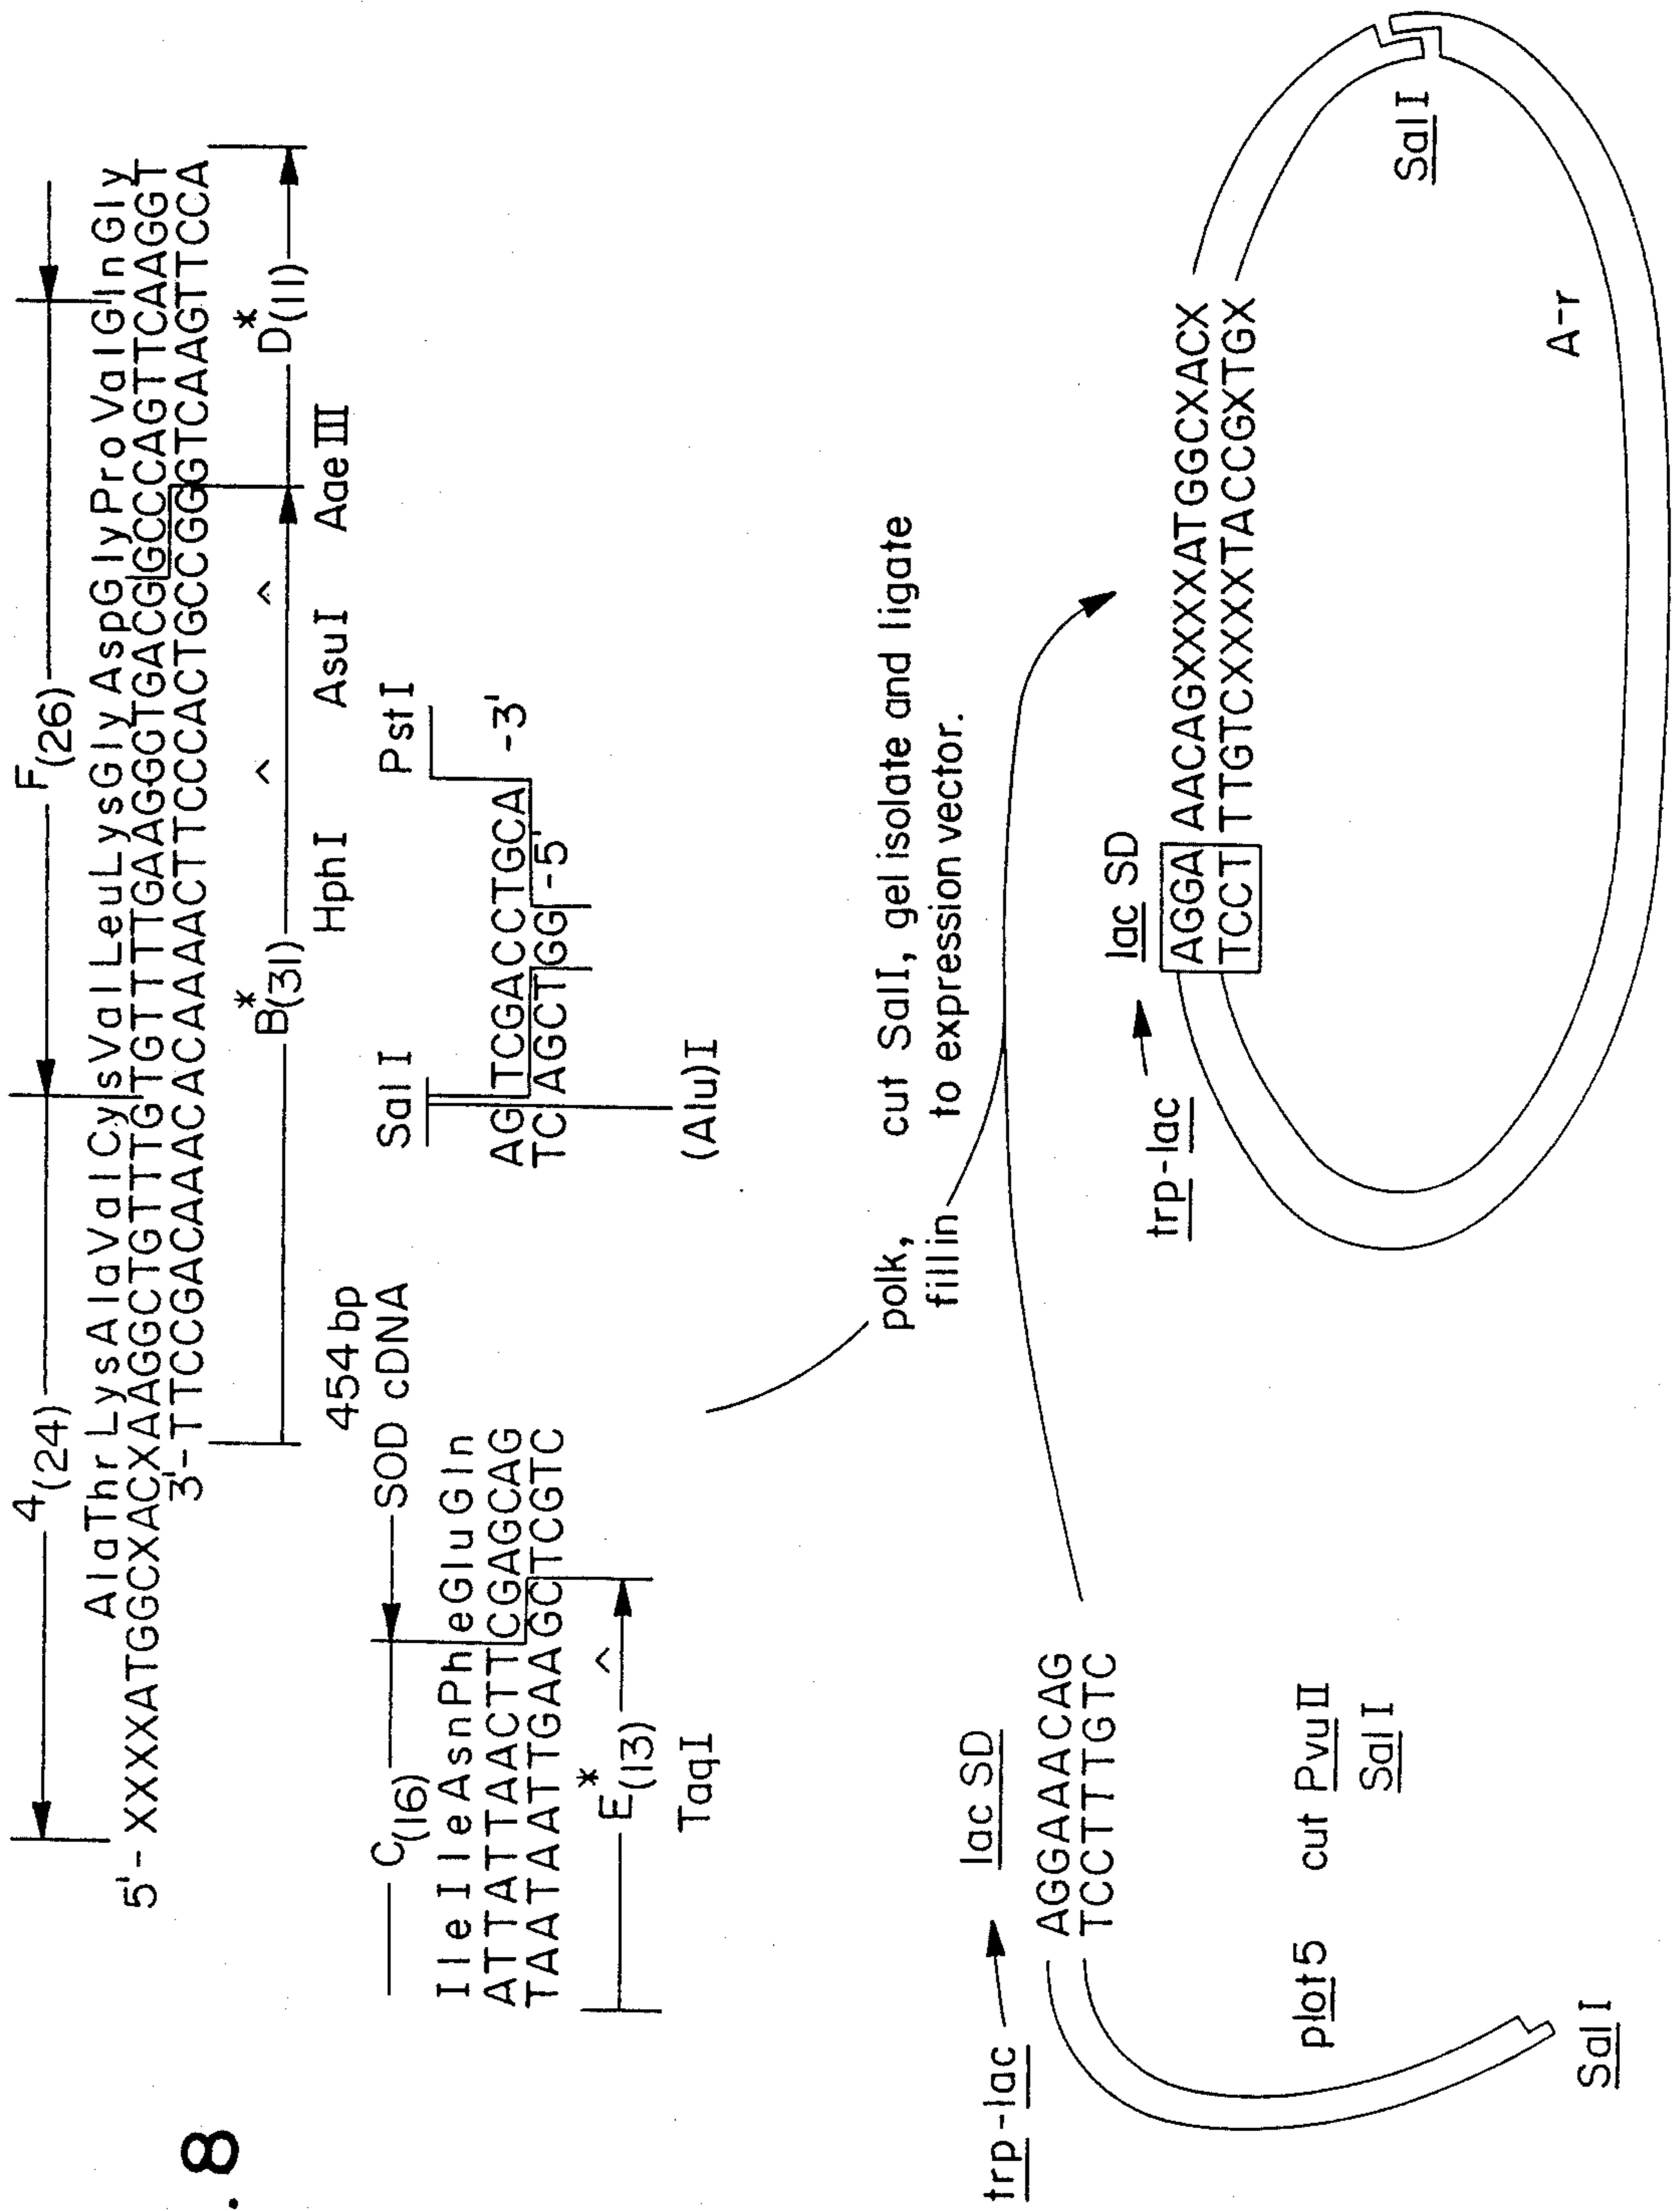 . 8
4(24) F(26)
AlaThrLysAlaValCysValLeuLysGlyAspGlyProValGlnGly
5'-XXXXATGGCXACXAAGGCTGTTTGTGTTTTGAAGGGTGACGGCCCAGTTCAAGGT
3'-TTCCGACAAACACAAAACTTCCCACTGCCGGGTCAAGTTCCA
B*(31) ^ ^ D*(11)
HphI AsuI AaeIII
C(16) SOD cDNA
454 bp
IleIleAsnPheGluGln
ATTATTAACTTCGAGCAG
TAATAATTGAAGCTCGTC
E*(13) ^
TaqI
SalI PstI
AGTCGACCTGCA -3'
TCAGCTGG -5'
(Alu)I
polk, fill in
cut SalI, gel isolate and ligate
to expression vector.
trp-lac lac SD
AGGAAACAG
TCCTTTGTC
plot5 cut PvuII
SalI
SalI
trp-lac lac SD
AGGA AACAGXXXXATGGCXACX
TCCT TTGTCXXXXTACCGXTGX
SalI
A-r